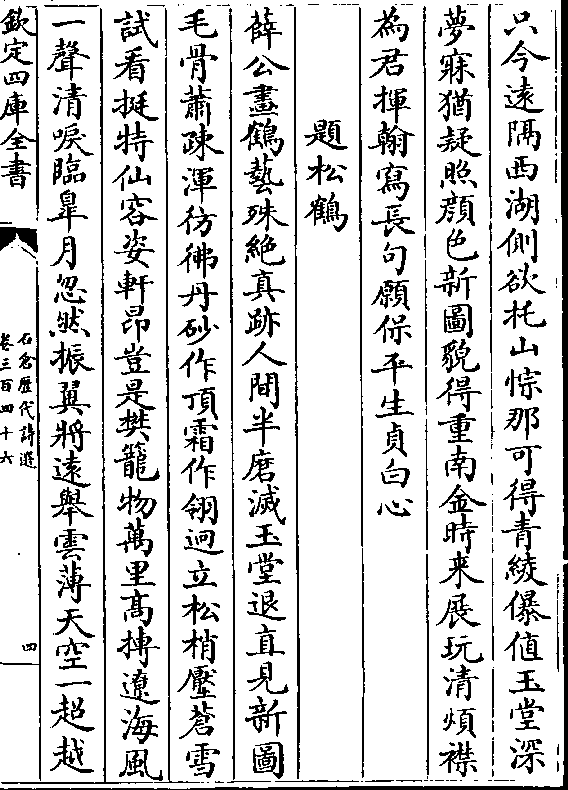 只今遠隔西湖側欲托山悰那可得青綾㒓值玉堂深
夢寐猶疑照顔色新圖貌得重南金時来展玩清煩襟
為君揮翰寫長句願保平生貞白心
題松鶴
薛公畫鶴藝殊絶真跡人間半磨滅玉堂退直見新圖
毛骨蕭疎渾彷彿丹砂作頂霜作翎迥立松梢壓蒼雪
試看挺特仙容姿軒昂豈是樊籠物萬里髙摶遼海風
一聲清唳臨臯月忽然振翼將遠舉雲薄天空一超越
欽定四庫全書
石倉歴代詩選
卷三百四十六
四